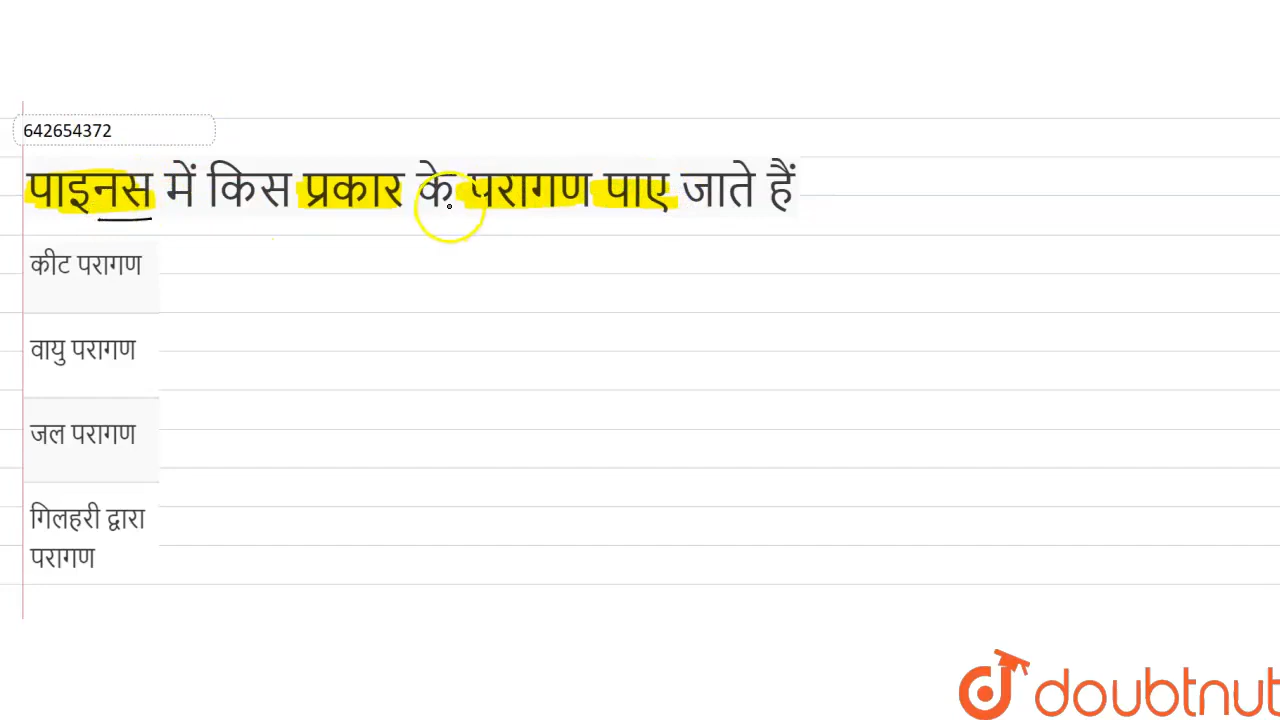 642654372
पाइनस में किस प्रकार के परागण पाए जाते हैं
कीट परागण
वायु परागण
जल परागण
गिलहरी द्वारा
परागण
doubtnut